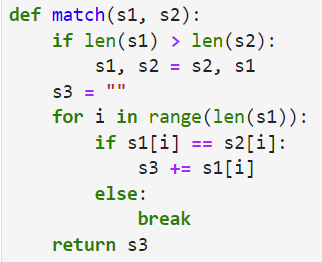 def match(s1, s2):
    if len(s1) > len(s2):
        s1, s2 = s2, s1
    s3 = ""
    for i in range(len(s1)):
        if s1[i] == s2[i]:
            s3 += s1[i]
        else:
            break
    return s3